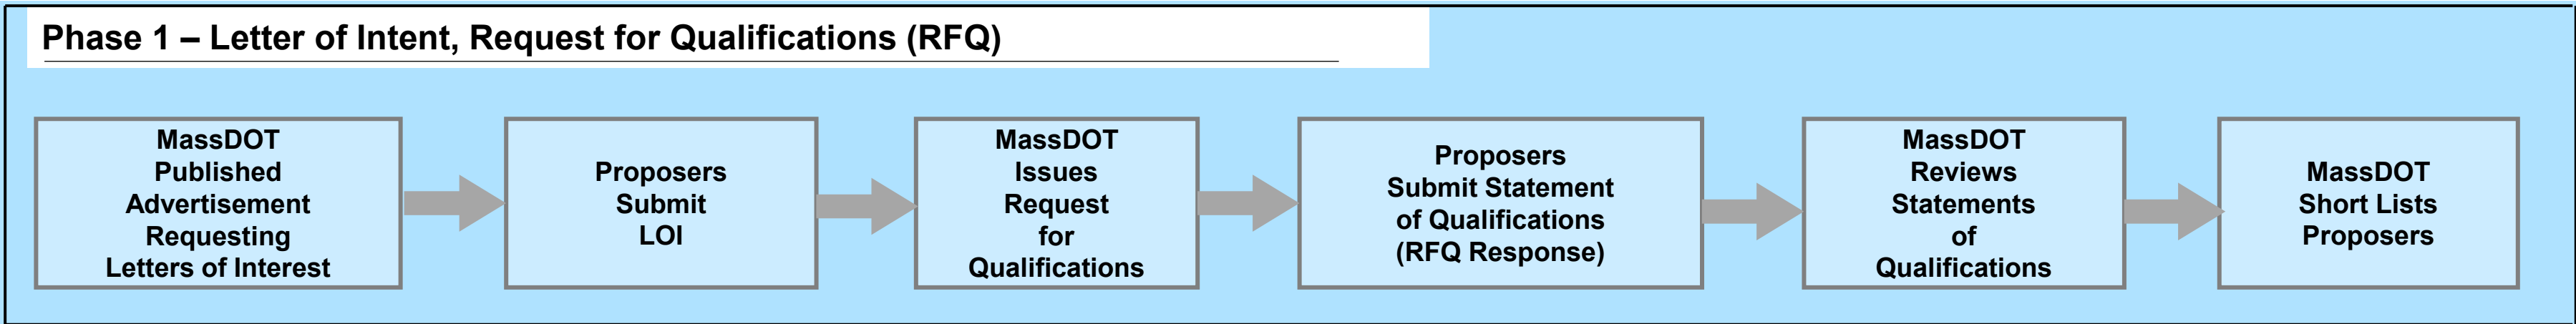 Phase 1 – Letter of Intent, Request for Qualifications (RFQ)
MassDOT
Published
Advertisement
Requesting
Letters of Interest
Proposers
Submit
LOI
MassDOT
Issues
Request
for
Qualifications
Proposers
Submit Statement
of Qualifications
(RFQ Response)
MassDOT
Reviews
Statements
of
Qualifications
MassDOT
Short Lists
Proposers